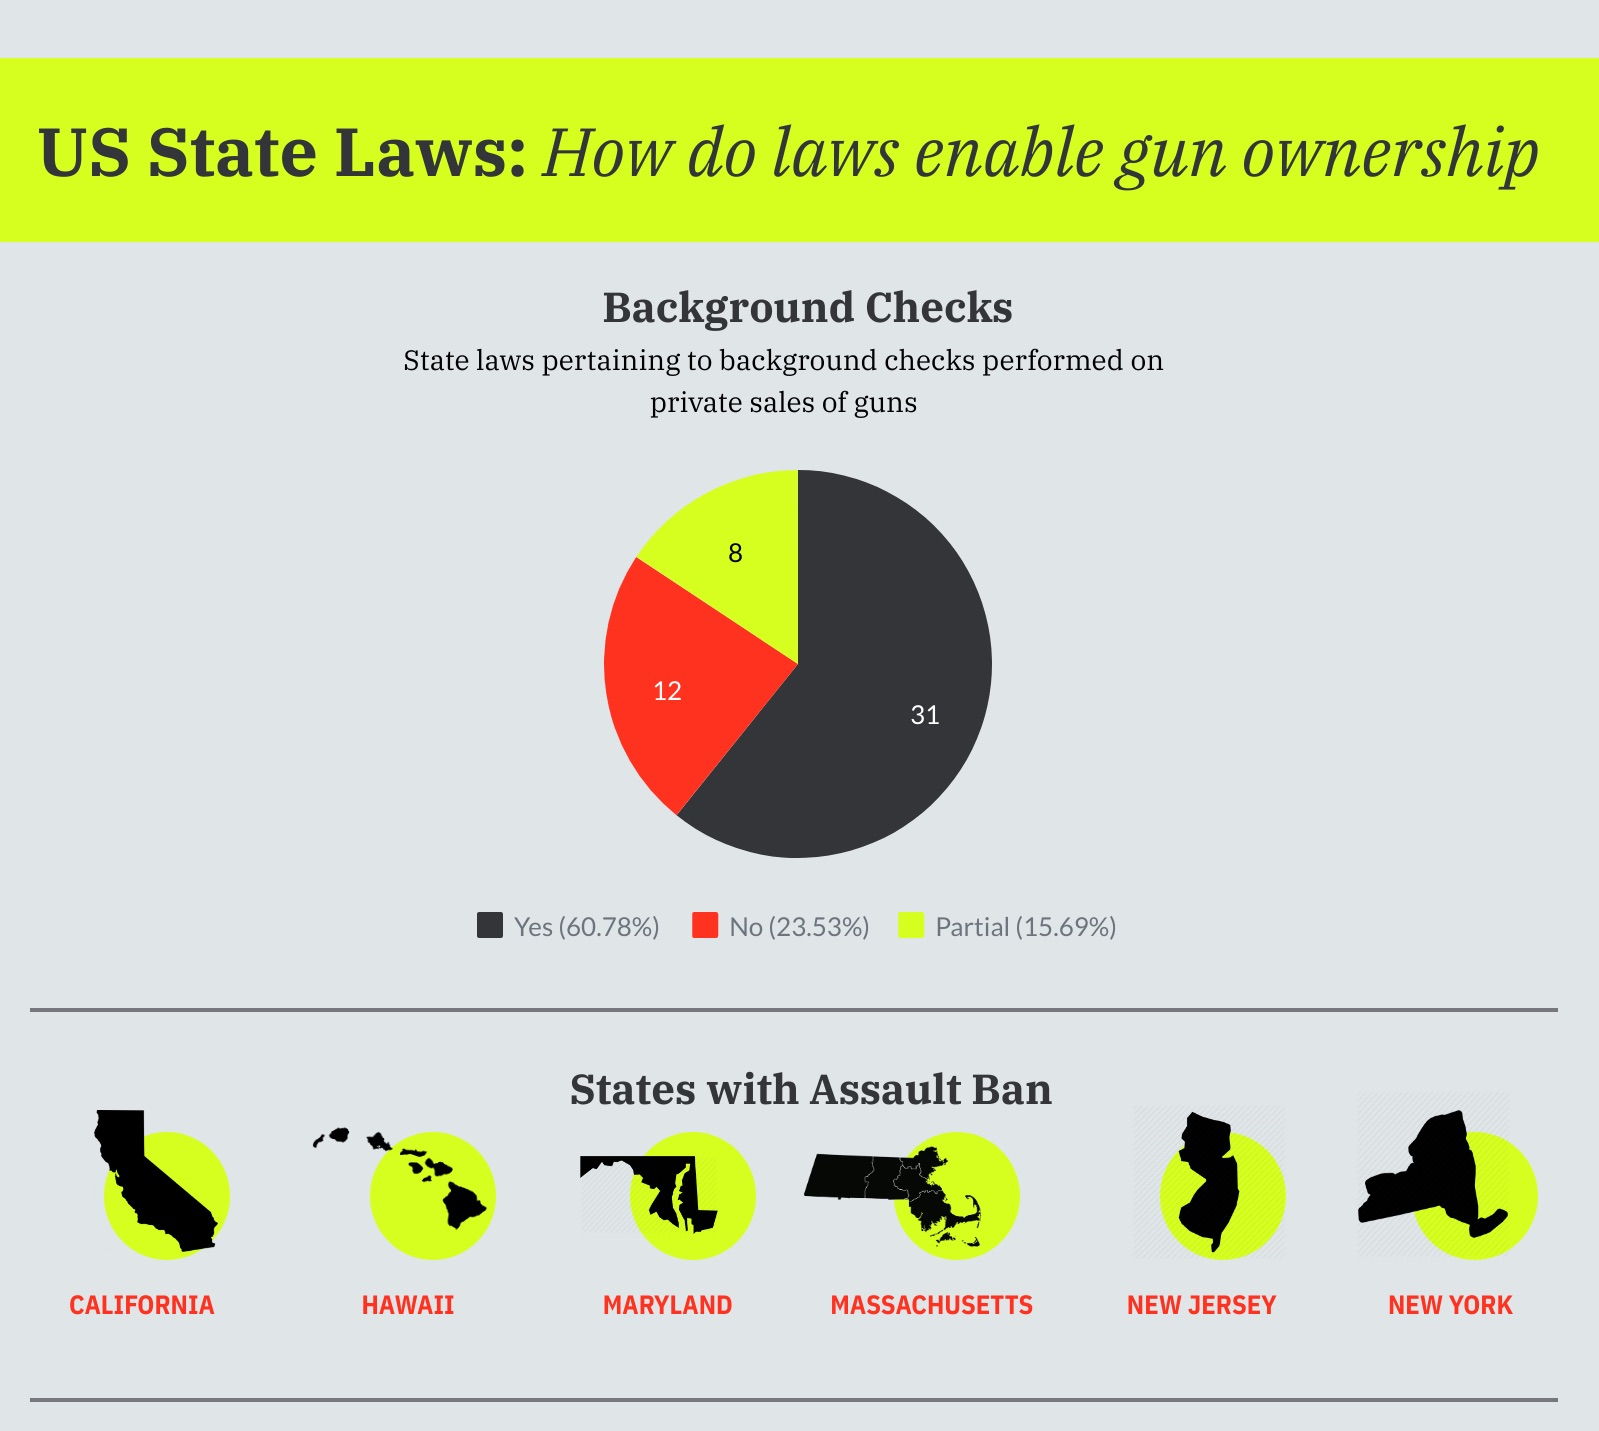 US State Laws: How do laws enable gun ownership
Background Checks
State laws pertaining to background checks performed on
private sales of guns
8
12
31
Yes (60.78%) No (23.53%) Partial (15.69%)
States with Assault Ban
CALIFORNIA HAWAII MARYLAND MASSACHUSETTS NEW JERSEY NEW YORK